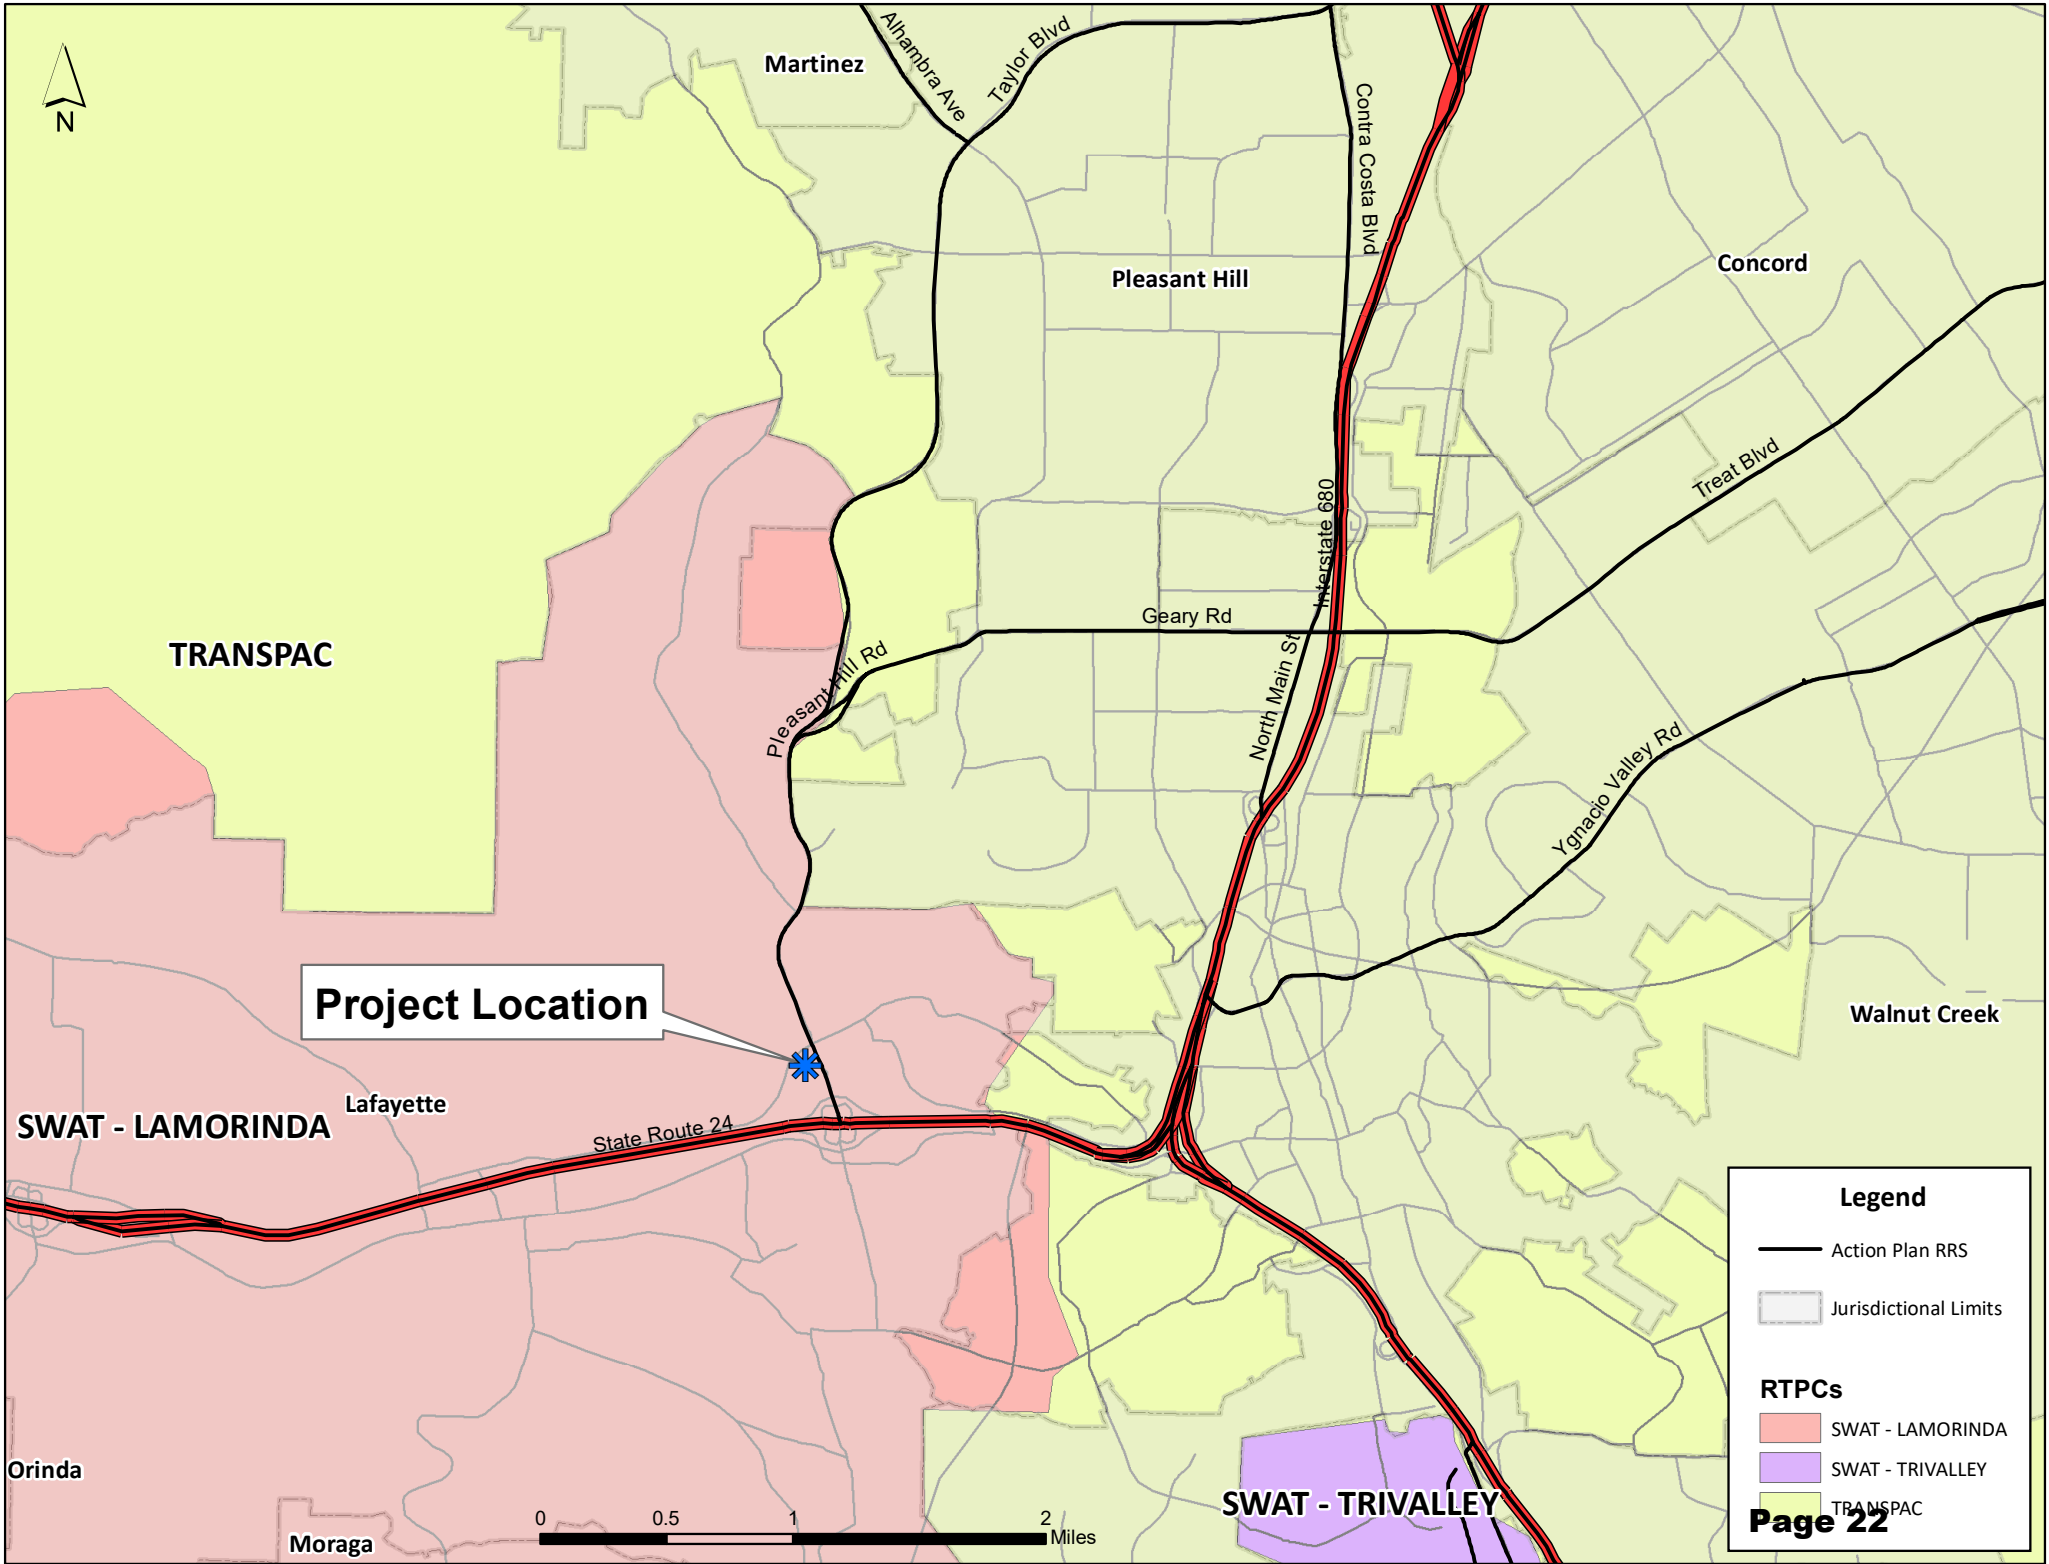 Martinez
Alhambra Ave
Taylor Blvd
N
Contra Costa Blvd
Pleasant Hill
Concord
Treat Blvd
Interstate 680
Geary Rd
TRANSPAC
Pleasant Hill Rd
North Main St
Ygnacio Valley Rd
Project Location
Walnut Creek
Lafayette
SWAT - LAMORINDA
State Route 24
Legend
Action Plan RRS
Jurisdictional Limits
RTPCs
SWAT - LAMORINDA
SWAT - TRIVALLEY
TRANSPAC
Page 22
Orinda
SWAT - TRIVALLEY
0 0.5 1 2
Miles
Moraga